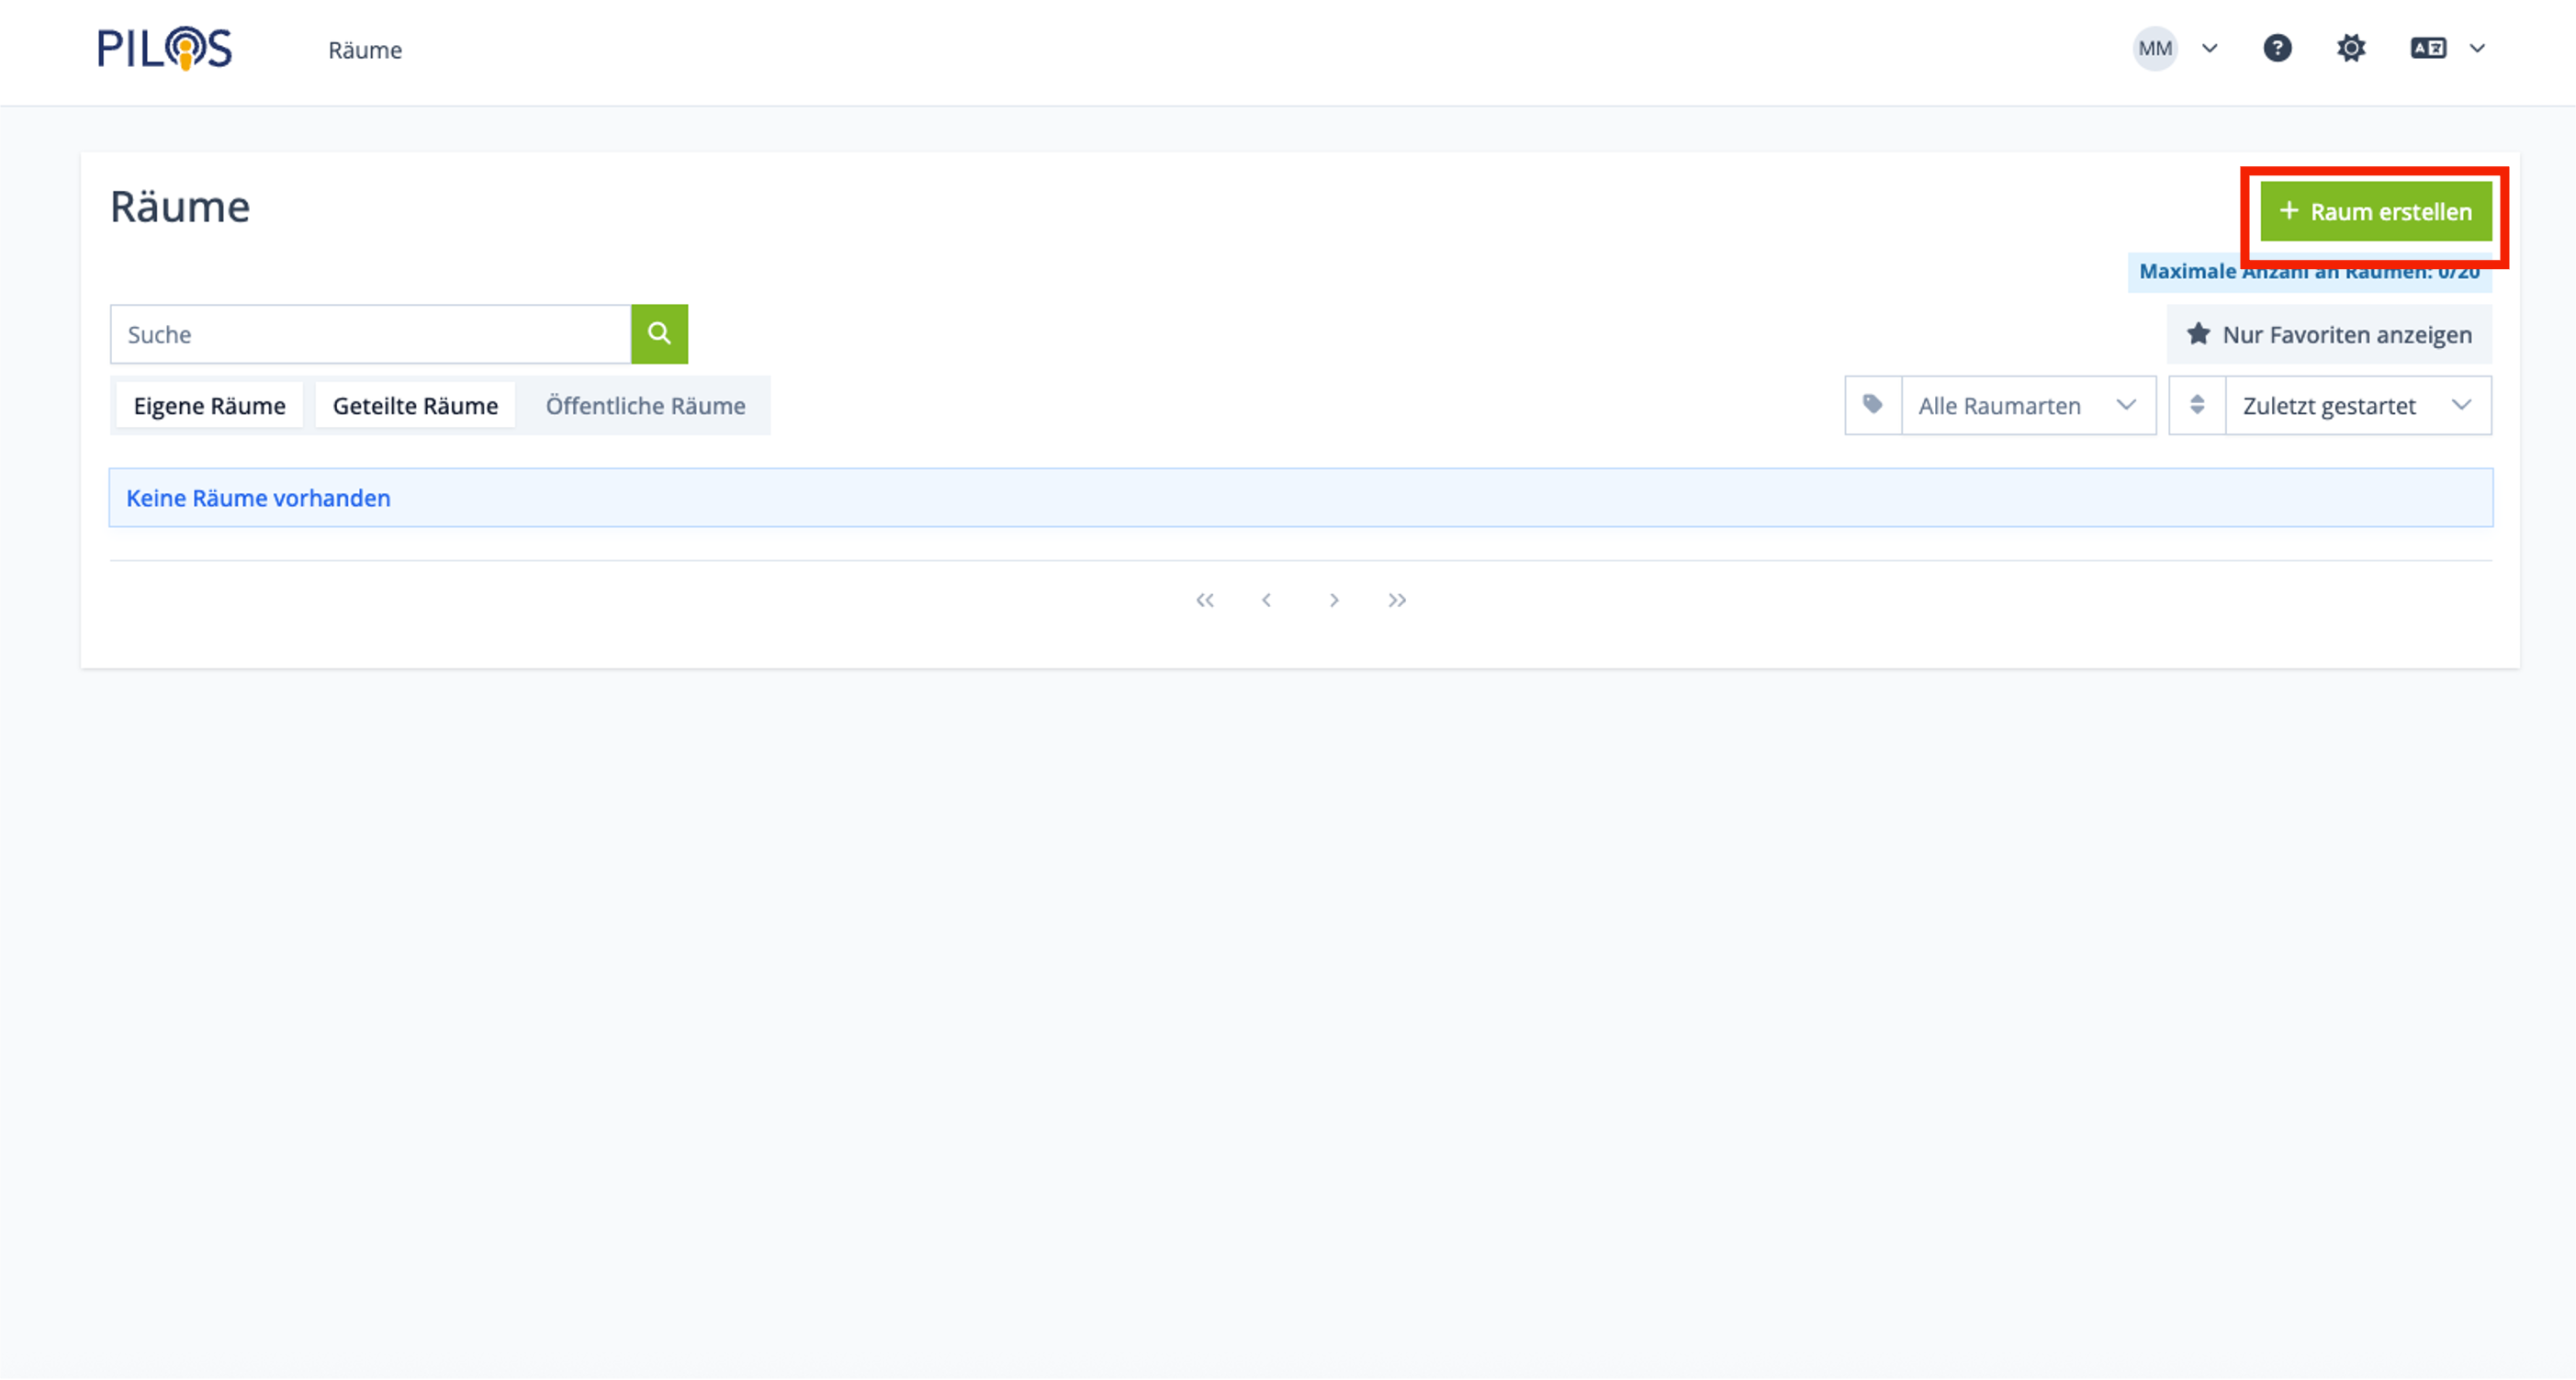 PILOS Räume MM
Räume
+ Raum erstellen
Maximale Anzahl an Räumen: 0/20
Suche
Nur Favoriten anzeigen
Eigene Räume Geteilte Räume Öffentliche Räume Alle Raumarten Zuletzt gestartet
Keine Räume vorhanden